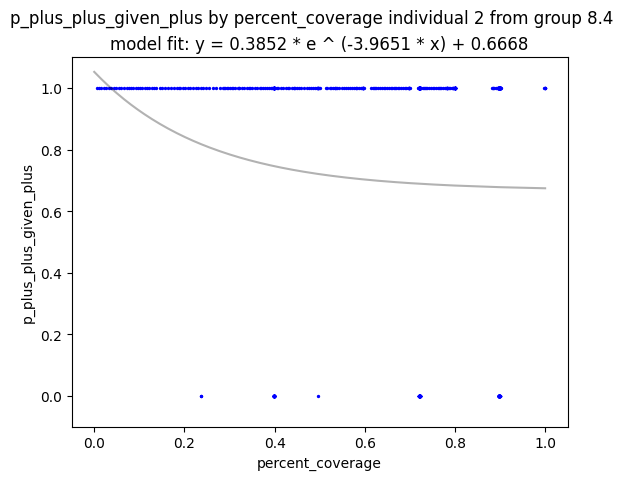 p_plus_plus_given_plus by percent_coverage individual 2 from group 8.4
model fit: y = 0.3852 * e ^ (-3.9651 * x) + 0.6668
p_plus_plus_given_plus
1.0
0.8
0.6
0.4
0.2
0.0
0.0 0.2 0.4 0.6 0.8 1.0
percent_coverage